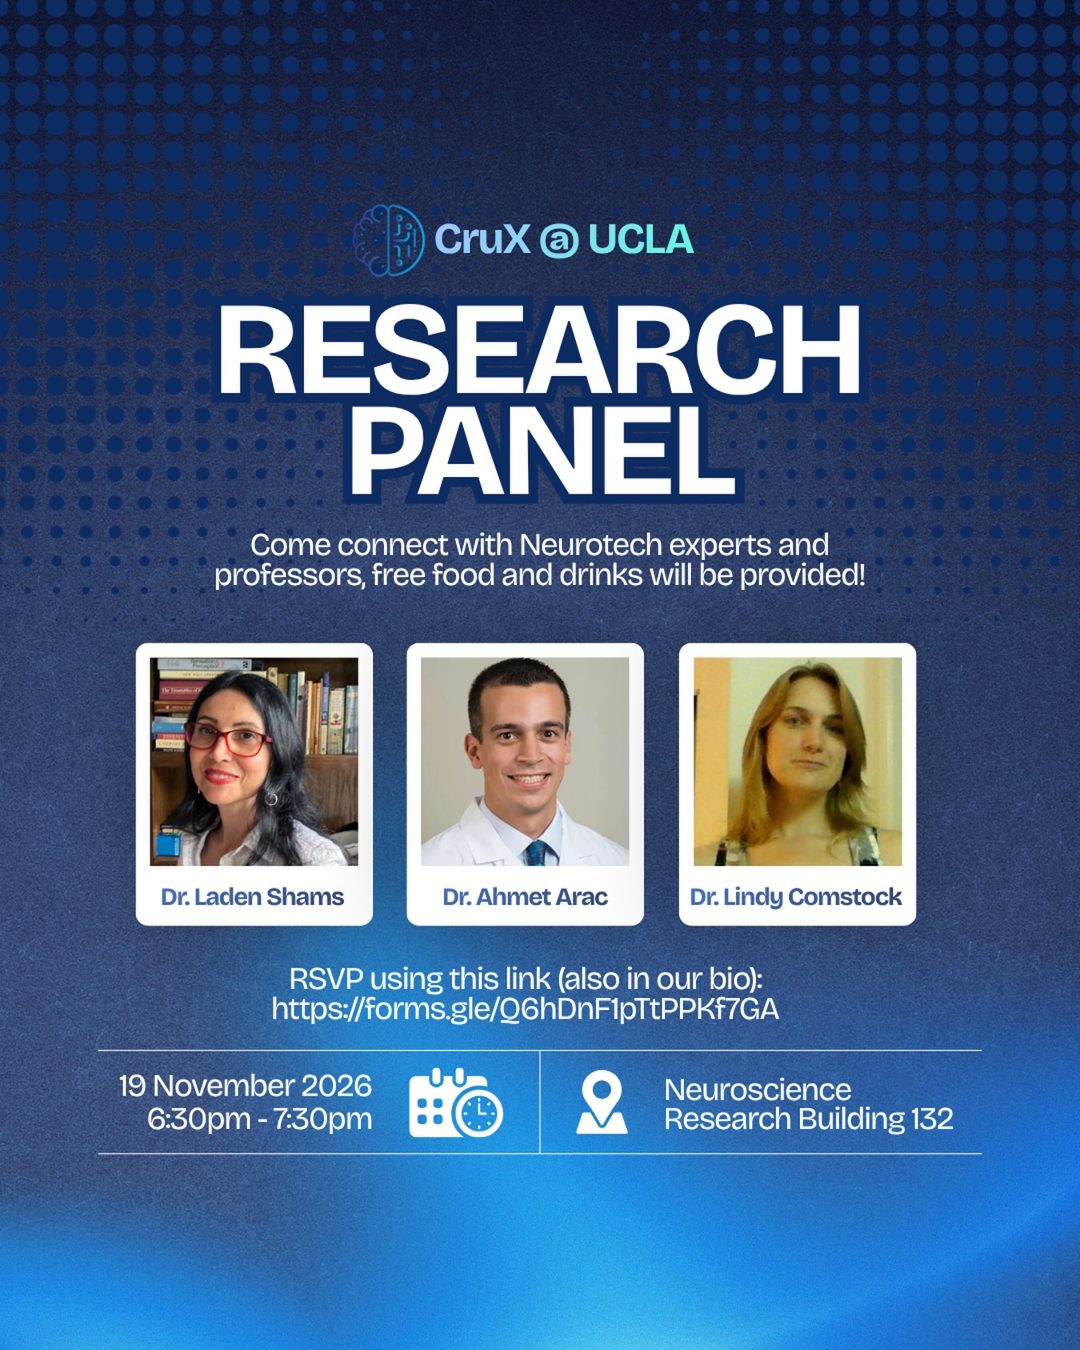 CruX @ UCLA
RESEARCH
PANEL
Come connect with Neurotech experts and
professors, free food and drinks will be provided!
Dr. Laden Shams
Dr. Ahmet Arac
Dr. Lindy Comstock
RSVP using this link (also in our bio):
https://forms.gle/Q6hDnF1pTtPPKf7GA
19 November 2026
6:30pm - 7:30pm
Neuroscience
Research Building 132